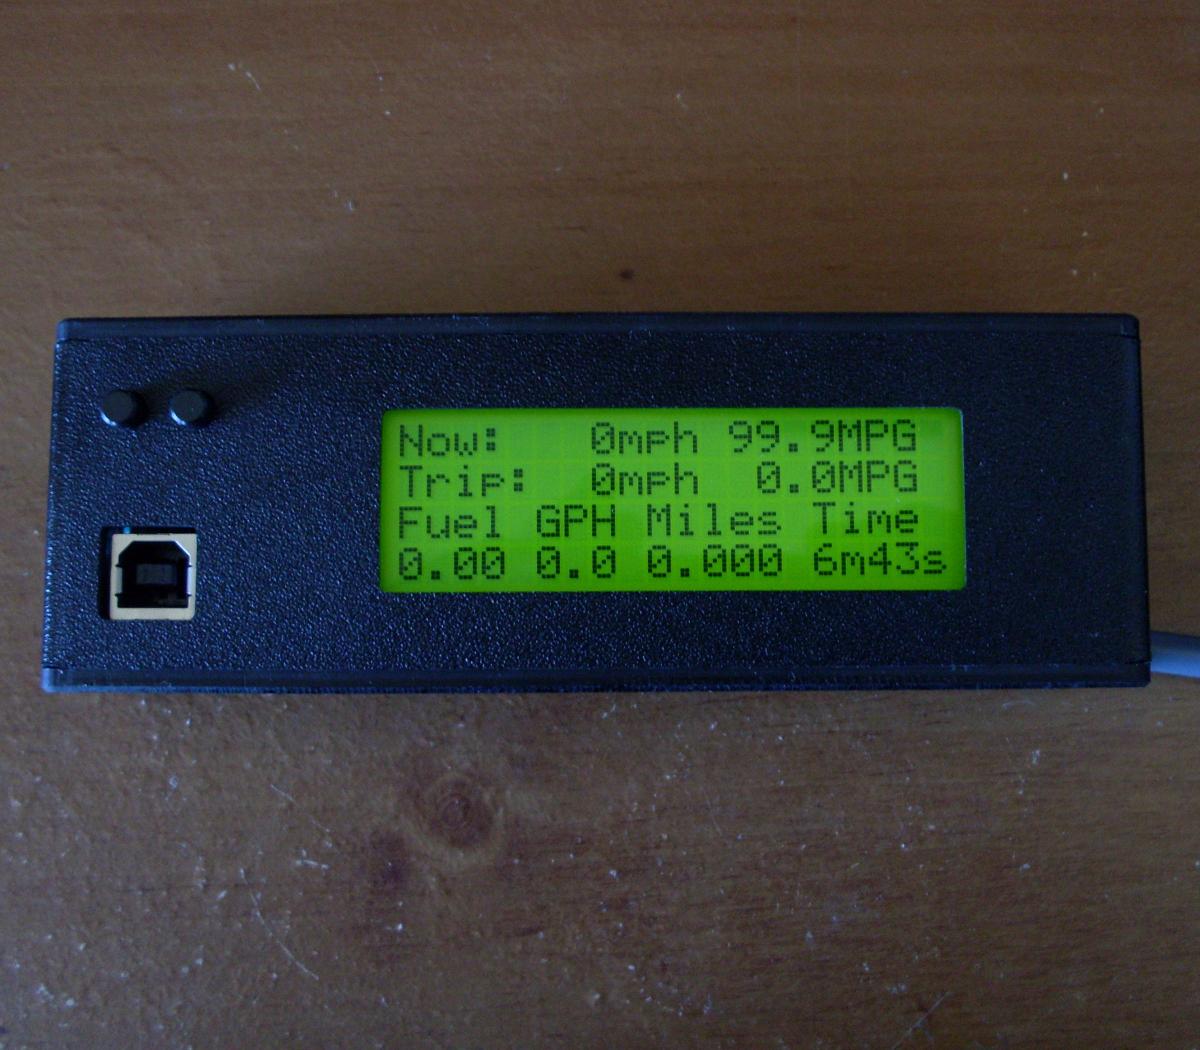 Now: 0mph 99.9MPG
Trip: 0mph 0.0MPG
Fuel GPH Miles Time
0.00 0.0 0.000 6m43s